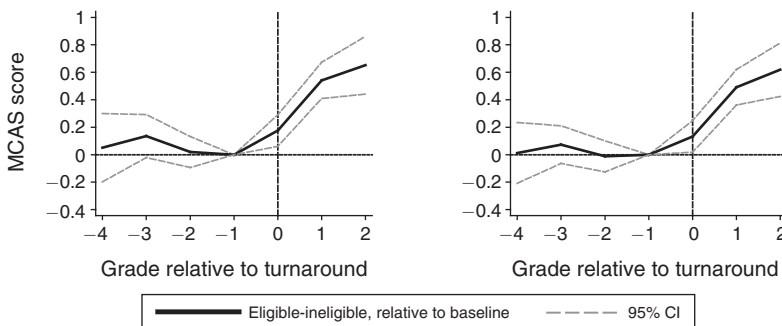 MCAS score
1
0.8
0.6
0.4
0.2
0
−0.2
−0.4
−4 −3 −2 −1 0 1 2
Grade relative to turnaround
1
0.8
0.6
0.4
0.2
0
−0.2
−0.4
−4 −3 −2 −1 0 1 2
Grade relative to turnaround
Eligible-ineligible, relative to baseline 95% CI